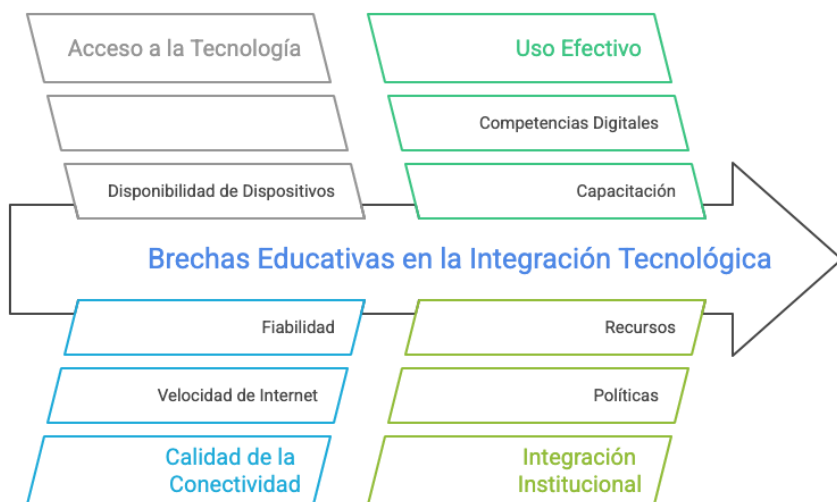 Acceso a la Tecnología
Uso Efectivo
Competencias Digitales
Disponibilidad de Dispositivos
Capacitación
Brechas Educativas en la Integración Tecnológica
Fiabilidad
Recursos
Velocidad de Internet
Políticas
Calidad de la
Conectividad
Integración
Institucional